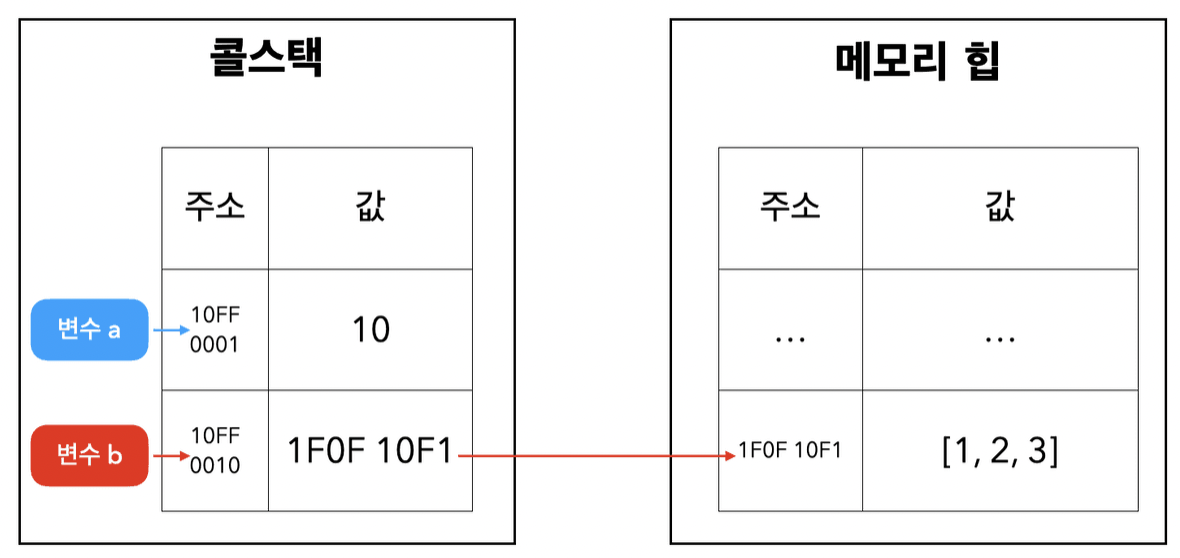 콜스택
메모리 힙
주소
값
주소
값
변수 a
10FF
0001
10
...
...
변수 b
10FF
0010
1F0F 10F1
1F0F 10F1
[1, 2, 3]